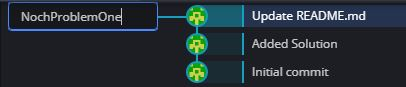 NochProblemOne
Update README.md
Added Solution
Initial commit